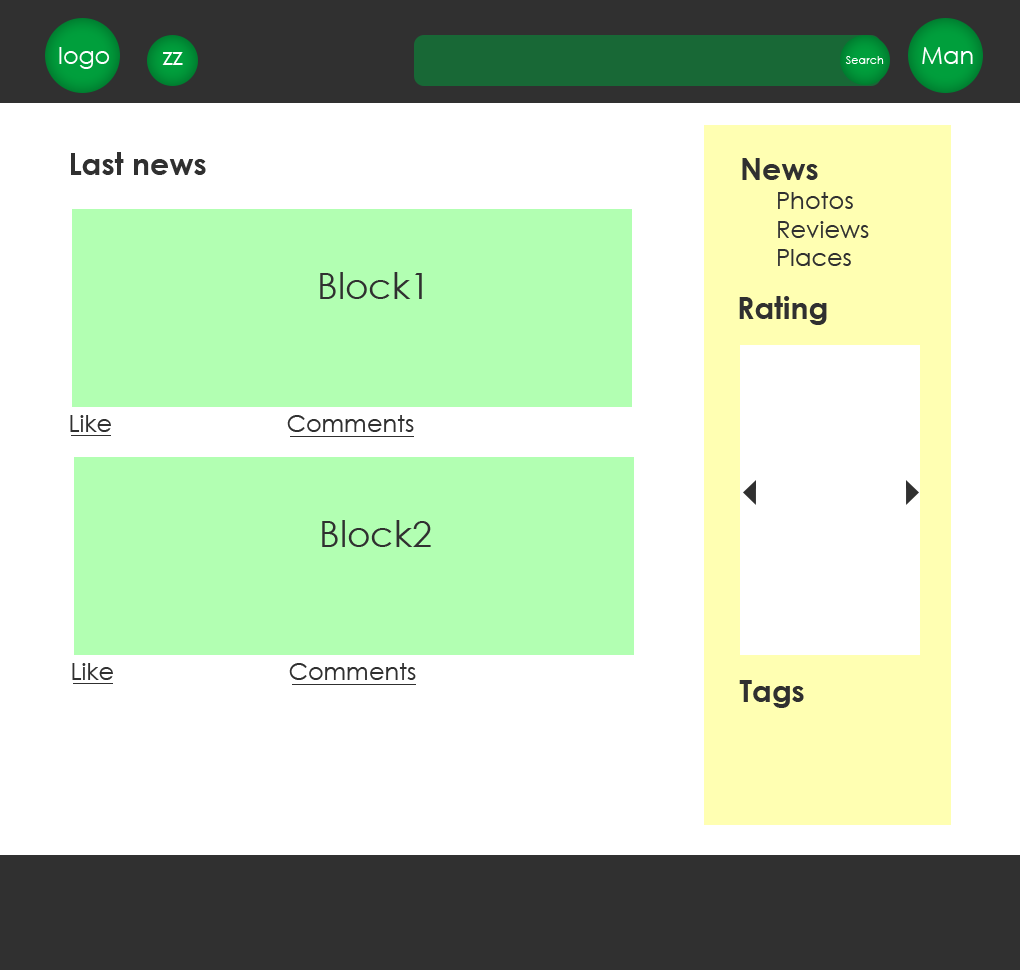 logo
zz
Search
Man
Last news
Block1
Like Comments
Block2
Like Comments
News
Photos
Reviews
Places
Rating
Tags